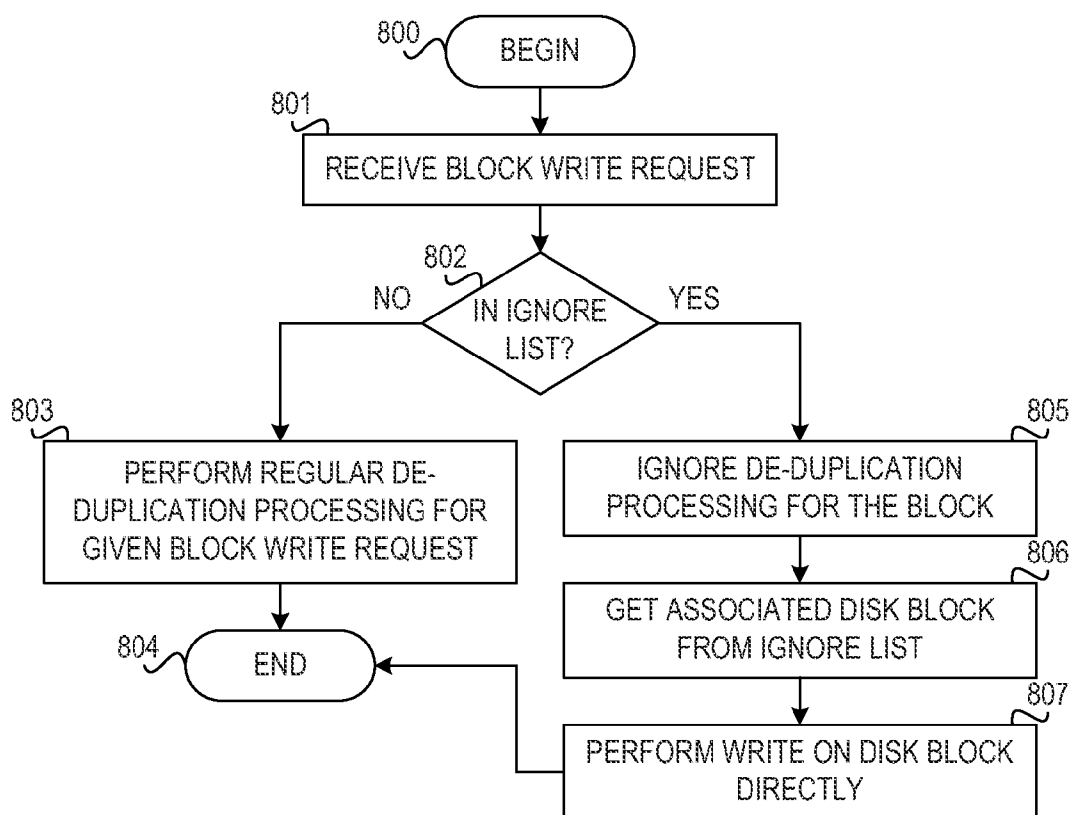 800
BEGIN
801
RECEIVE BLOCK WRITE REQUEST
802
NO
IN IGNORE
LIST?
YES
803
PERFORM REGULAR DE-
DUPLICATION PROCESSING FOR
GIVEN BLOCK WRITE REQUEST
805
IGNORE DE-DUPLICATION
PROCESSING FOR THE BLOCK
806
GET ASSOCIATED DISK BLOCK
FROM IGNORE LIST
804
END
807
PERFORM WRITE ON DISK BLOCK
DIRECTLY